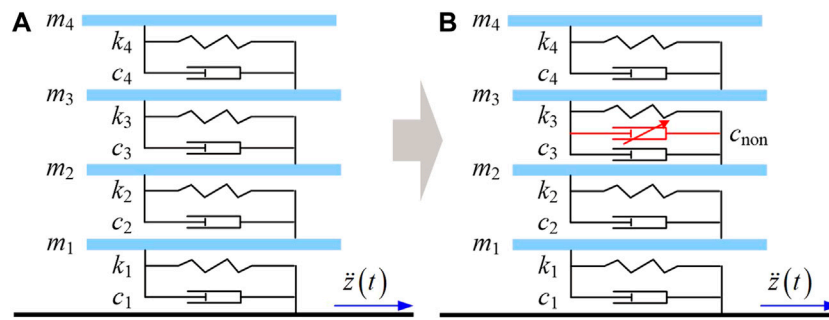 A
m₄
k₄
c₄
m₃
k₃
c₃
m₂
k₂
c₂
m₁
k₁
c₁
z̈(t)
B
m₄
k₄
c₄
m₃
k₃
c_non
c₃
m₂
k₂
c₂
m₁
k₁
c₁
z̈(t)